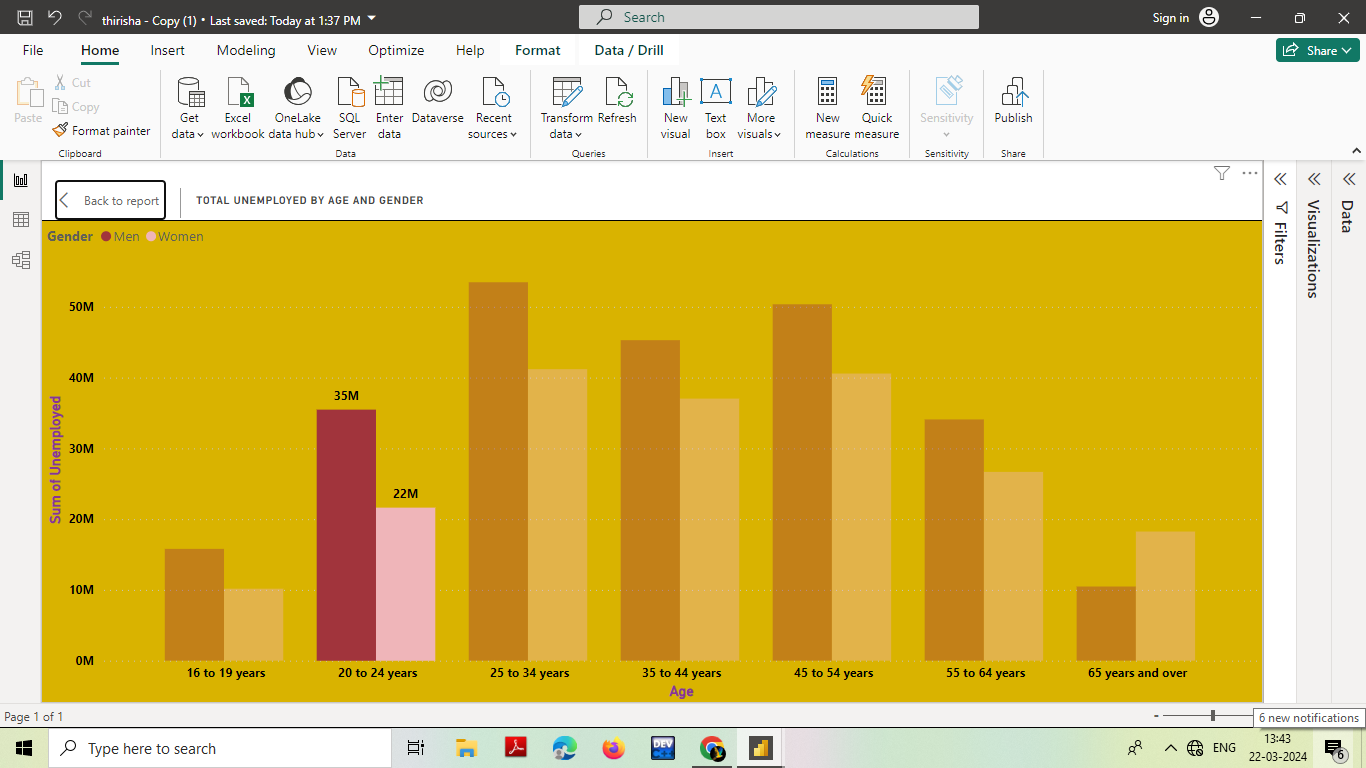 thirisha - Copy (1) • Last saved: Today at 1:37 PM
Search
Sign in
File Home Insert Modeling View Optimize Help Format Data / Drill
Share
Paste
Cut
Copy
Format painter
Clipboard
Get data
Excel workbook
OneLake data hub
SQL Server
Enter data
Dataverse
Recent sources
Data
Transform data
Refresh
Queries
New visual
Text box
More visuals
Insert
New measure
Quick measure
Calculations
Sensitivity
Sensitivity
Publish
Share
Back to report
TOTAL UNEMPLOYED BY AGE AND GENDER
Gender Men Women
50M
40M
30M
20M
10M
0M
Sum of Unemployed
35M
22M
16 to 19 years
20 to 24 years
25 to 34 years
35 to 44 years
45 to 54 years
55 to 64 years
65 years and over
Age
Filters
Visualizations
Data
Page 1 of 1
6 new notifications
Type here to search
DEV
ENG
13:43
22-03-2024
6